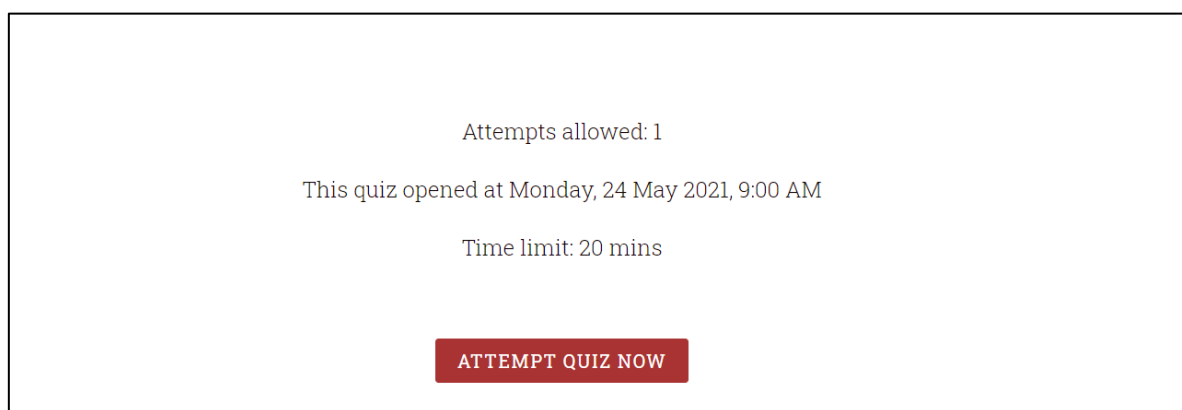 Attempts allowed: 1
This quiz opened at Monday, 24 May 2021, 9:00 AM
Time limit: 20 mins
ATTEMPT QUIZ NOW